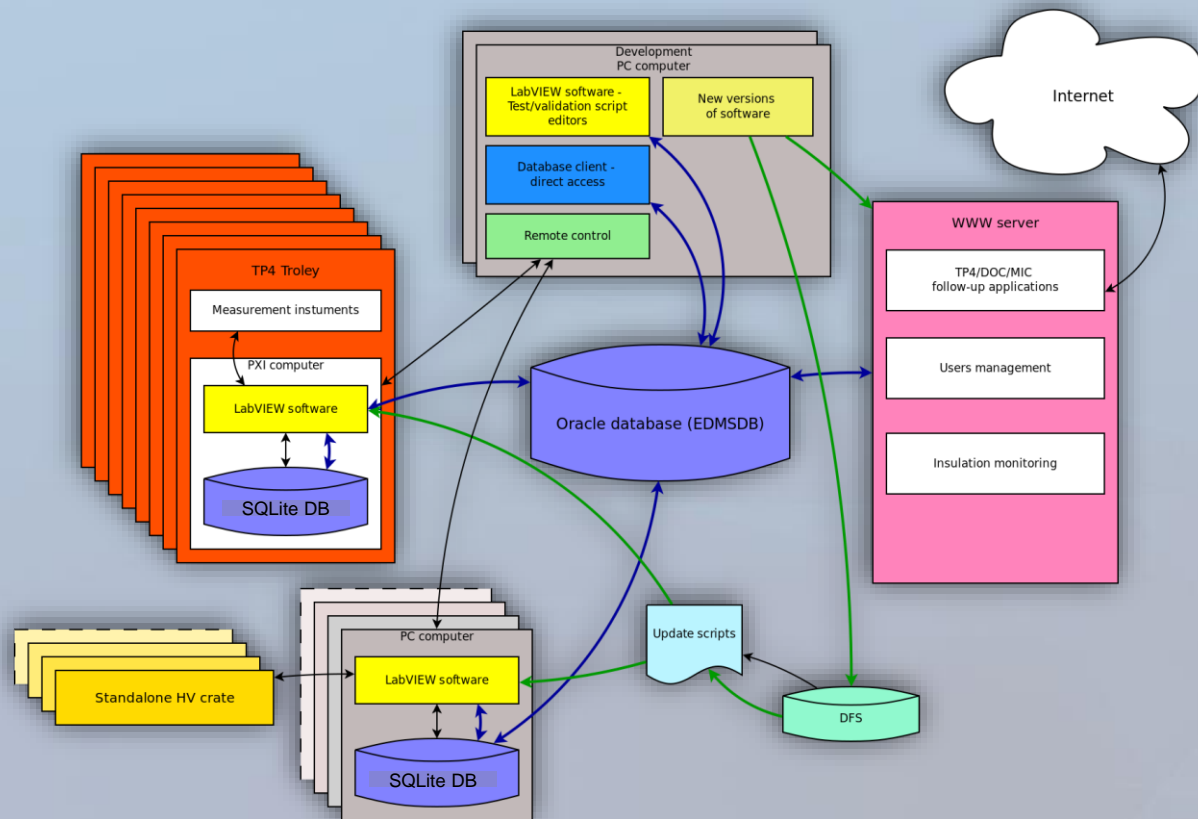 Development
PC computer
LabVIEW software -
Test/validation script
editors
New versions
of software
Database client -
direct access
Remote control
Internet
WWW server
TP4/DOC/MIC
follow-up applications
Users management
Insulation monitoring
TP4 Troley
Measurement instuments
PXI computer
LabVIEW software
SQLite DB
Oracle database (EDMSDB)
Update scripts
DFS
PC computer
LabVIEW software
SQLite DB
Standalone HV crate